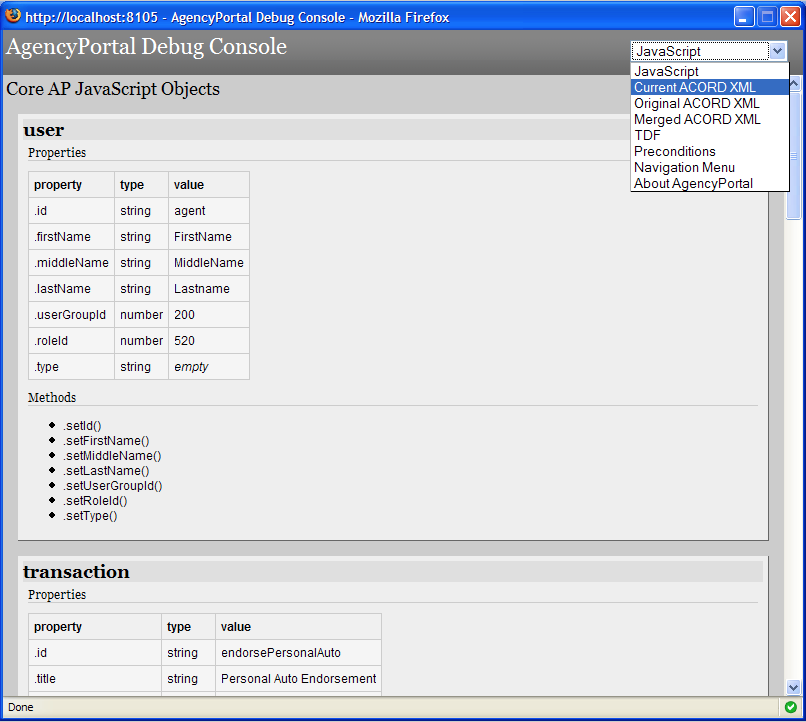 http://localhost:8105 - AgencyPortal Debug Console - Mozilla Firefox
AgencyPortal Debug Console
JavaScript
JavaScript
Current ACORD XML
Original ACORD XML
Merged ACORD XML
TDF
Preconditions
Navigation Menu
About AgencyPortal
Core AP JavaScript Objects
user
Properties
property type value
.id string agent
.firstName string FirstName
.middleName string MiddleName
.lastName string Lastname
.userGroupId number 200
.roleId number 520
.type string empty
Methods
.setId()
.setFirstName()
.setMiddleName()
.setLastName()
.setUserGroupId()
.setRoleId()
.setType()
transaction
Properties
property type value
.id string endorsePersonalAuto
.title string Personal Auto Endorsement
Done